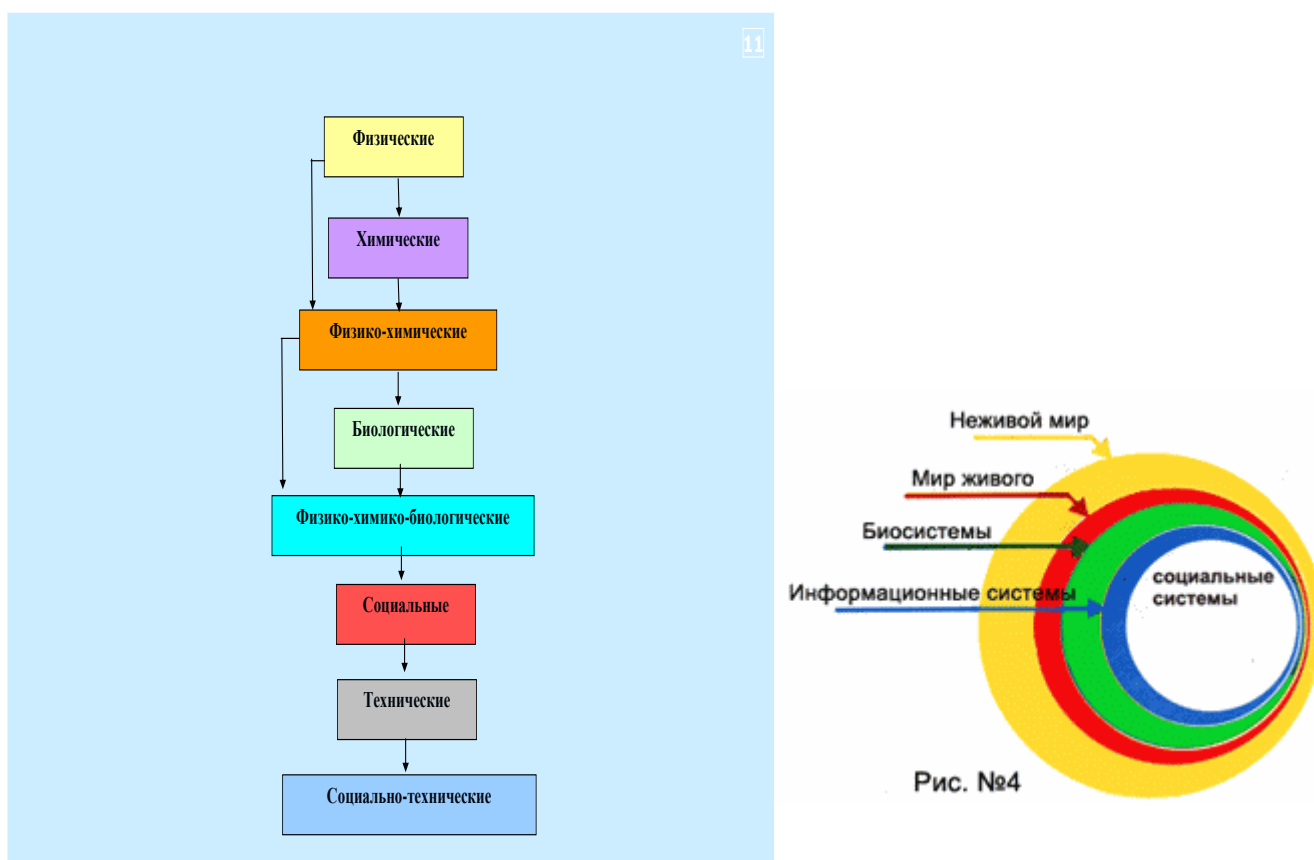 11
Физические
Химические
Физико-химические
Биологические
Физико-химико-биологические
Социальные
Технические
Социально-технические
Неживой мир
Мир живого
Биосистемы
Информационные системы
социальные
системы
Рис. №4